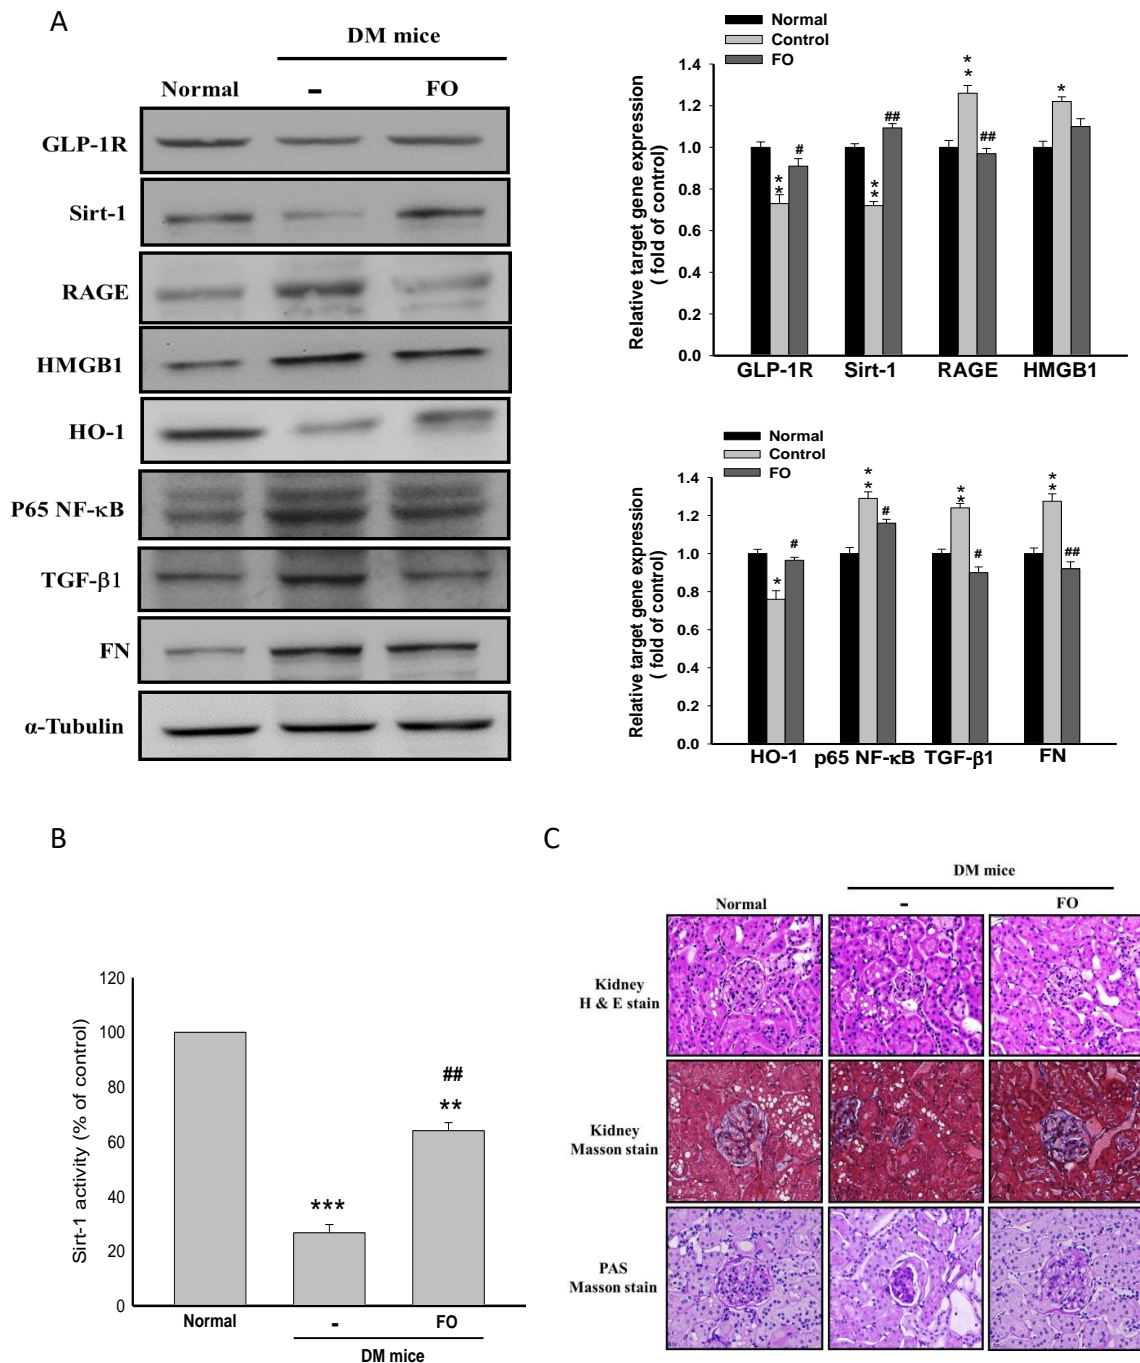 A
DM mice
Normal - FO
GLP-1R
Sirt-1
RAGE
HMGB1
HO-1
P65 NF-κB
TGF-β1
FN
α-Tubulin
Normal
Control
FO
Relative target gene expression
( fold of control)
1.4
1.2
1.0
0.8
0.6
0.4
0.2
0.0
** # ** ## ** ## *
GLP-1R Sirt-1 RAGE HMGB1
Normal
Control
FO
Relative target gene expression
( fold of control)
1.4
1.2
1.0
0.8
0.6
0.4
0.2
0.0
* # ** # ** # ** ##
HO-1 p65 NF-κB TGF-β1 FN
B
Sirt-1 activity (% of control)
120
100
80
60
40
20
0
***
##
**
Normal - FO
DM mice
C
DM mice
Normal - FO
Kidney
H & E stain
Kidney
Masson stain
PAS
Masson stain